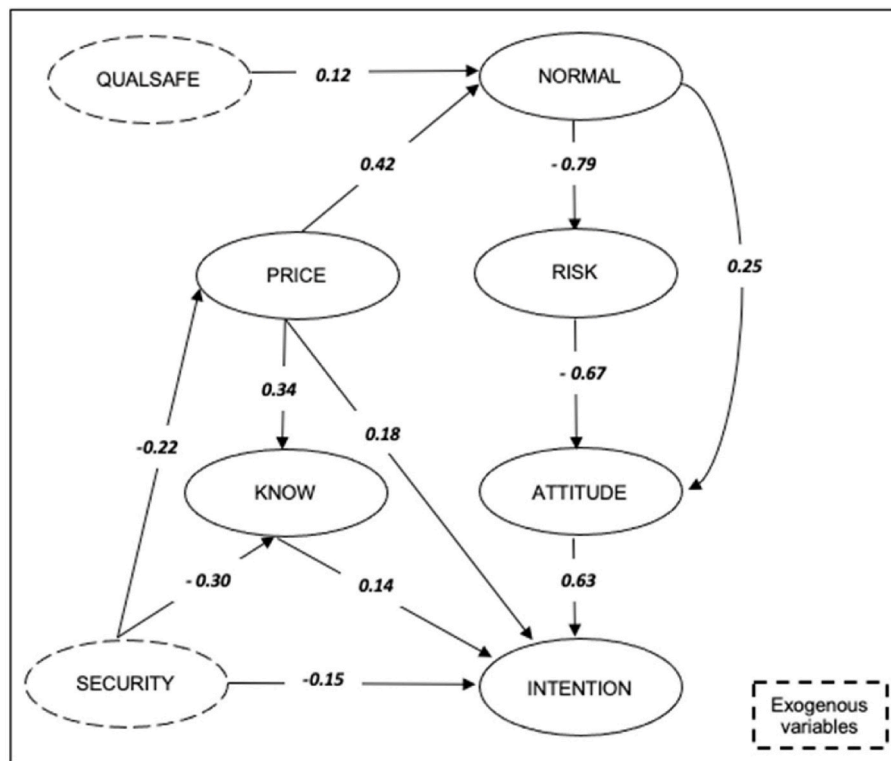 QUALSAFE
0.12
NORMAL
0.42
- 0.79
PRICE
RISK
0.25
0.34
- 0.67
-0.22
0.18
KNOW
ATTITUDE
- 0.30
0.14
0.63
SECURITY
-0.15
INTENTION
Exogenous
variables